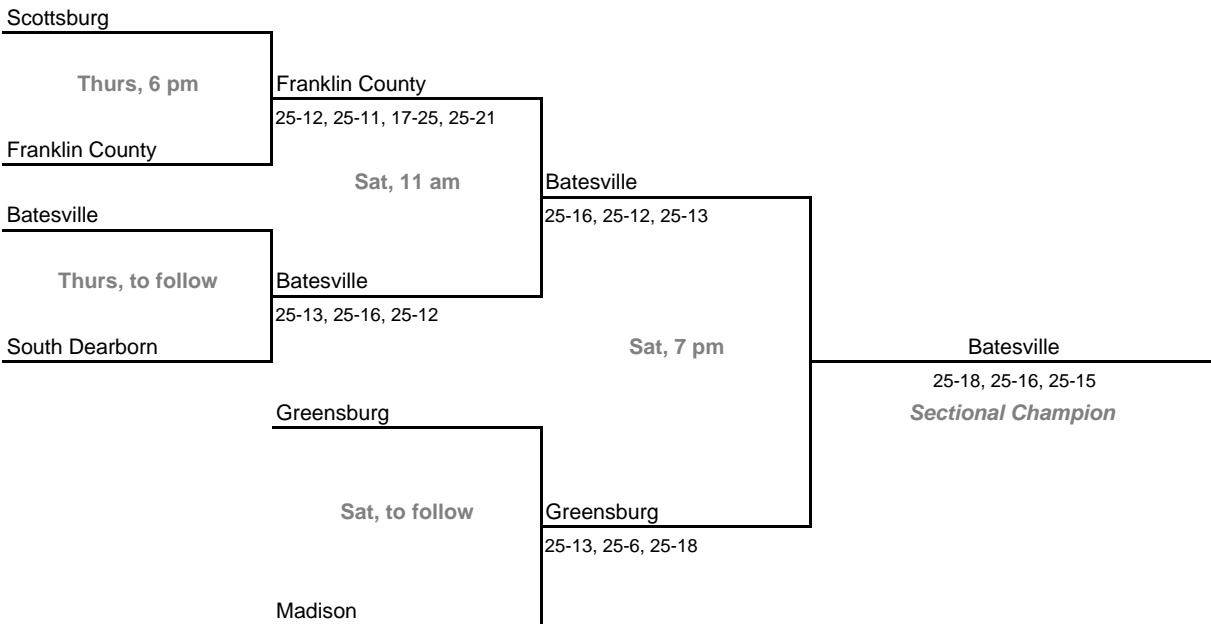 Scottsburg
Thurs, 6 pm
Franklin County
25-12, 25-11, 17-25, 25-21
Franklin County
Sat, 11 am
Batesville
25-16, 25-12, 25-13
Batesville
Thurs, to follow
Batesville
25-13, 25-16, 25-12
South Dearborn
Sat, 7 pm
Batesville
25-18, 25-16, 25-15
Sectional Champion
Greensburg
Sat, to follow
Greensburg
25-13, 25-6, 25-18
Madison